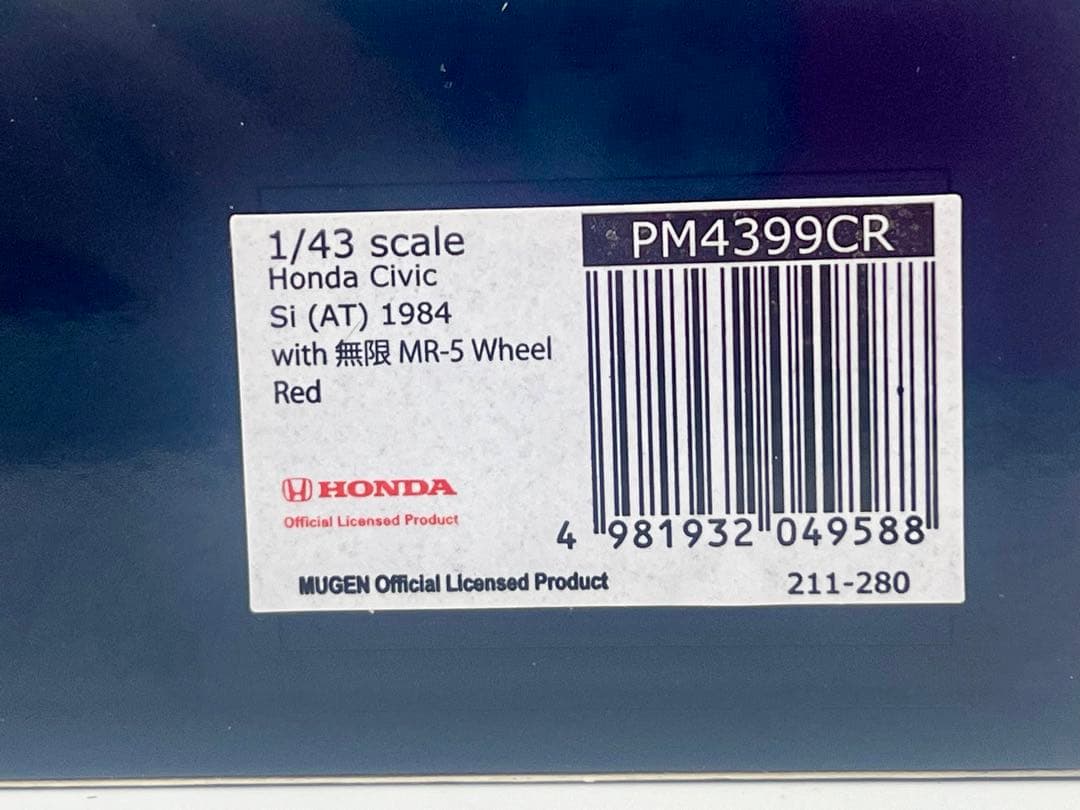 1/43 scale
Honda Civic
Si (AT) 1984
with 無限 MR-5 Wheel
Red
HONDA
Official Licensed Product
MUGEN Official Licensed Product
PM4399CR
4 981932 049588
211-280